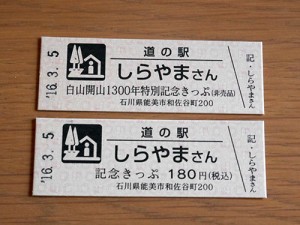 '16. 3. 5
道の駅
しらやまさん
白山開山1300年特別記念きっぷ(非売品)
石川県能美市和佐谷町200
記・しらやまさん
'16. 3. 5
道の駅
しらやまさん
記念きっぷ 180円(税込)
石川県能美市和佐谷町200
記・しらやまさん